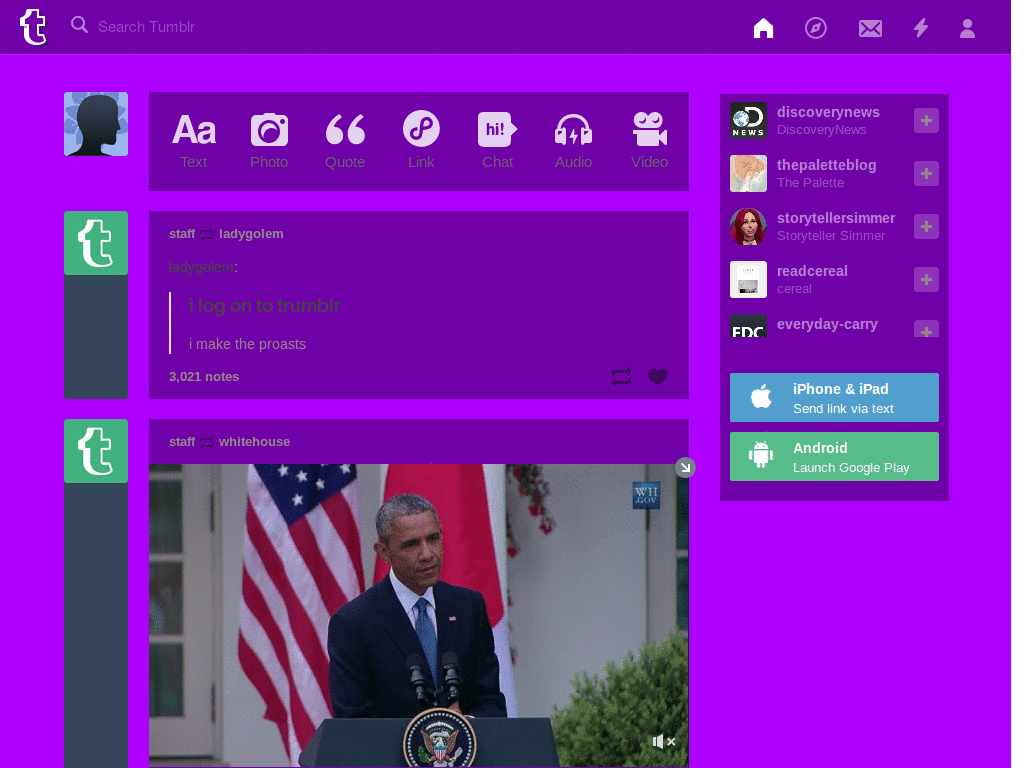 t Search Tumblr
Aa
hi!
Text Photo Quote Link Chat Audio Video
t
staff ladygolem
ladygolem:
i log on to trumblr
i make the proasts
3,021 notes
t
staff whitehouse
WH
.GOV
D
NEWS
discoverynews
DiscoveryNews
thepaletteblog
The Palette
storytellersimmer
Storyteller Simmer
readcereal
cereal
EDC
everyday-carry
iPhone & iPad
Send link via text
Android
Launch Google Play